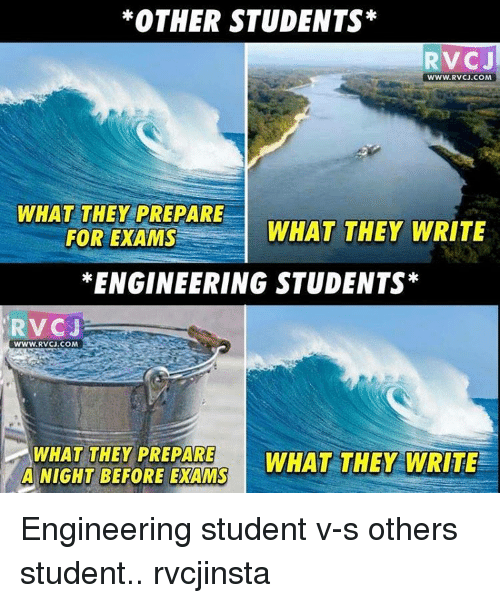 *OTHER STUDENTS*
RVCJ
WWW.RVCJ.COM
WHAT THEY PREPARE
FOR EXAMS
WHAT THEY WRITE
*ENGINEERING STUDENTS*
RVCJ
WWW.RVCJ.COM
WHAT THEY PREPARE
A NIGHT BEFORE EXAMS
WHAT THEY WRITE
Engineering student v-s others
student.. rvcjinsta